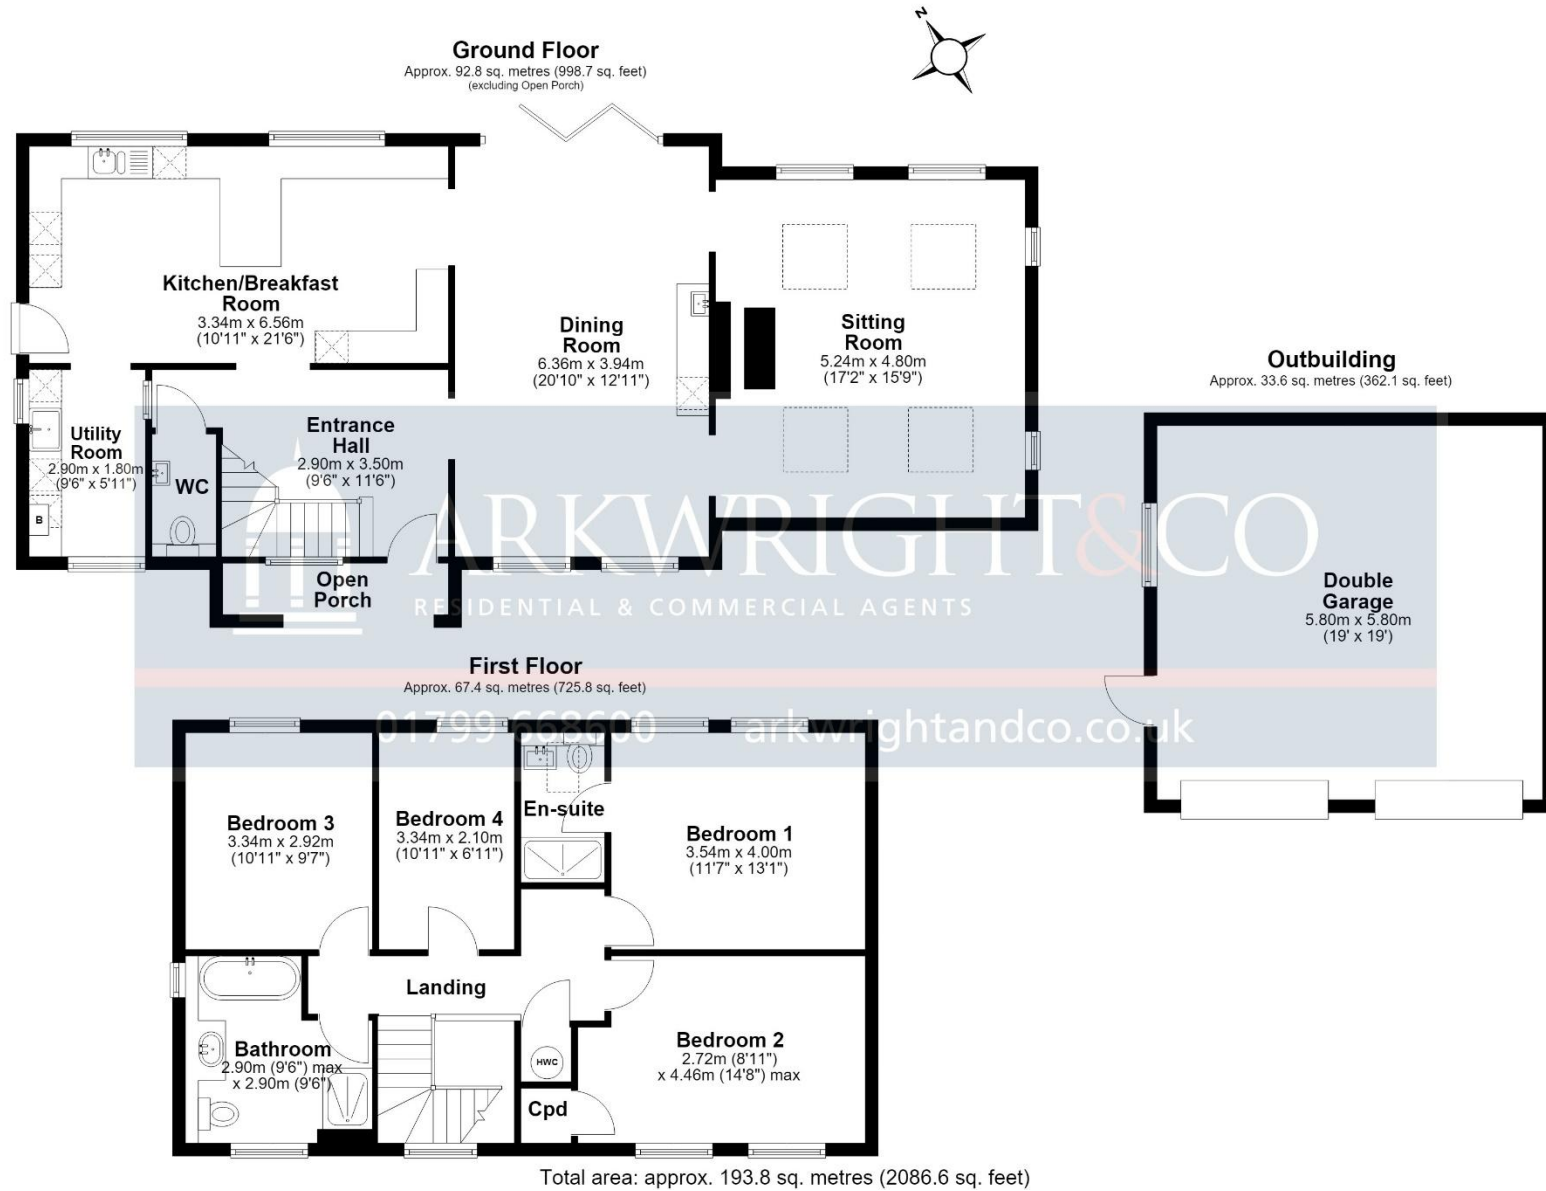 Ground Floor
Approx. 92.8 sq. metres (998.7 sq. feet)
(excluding Open Porch)
N
Kitchen/Breakfast
Room
3.34m x 6.56m
(10'11" x 21'6")
Dining
Room
6.36m x 3.94m
(20'10" x 12'11")
Sitting
Room
5.24m x 4.80m
(17'2" x 15'9")
Utility
Room
2.90m x 1.80m
(9'6" x 5'11")
B
WC
Entrance
Hall
2.90m x 3.50m
(9'6" x 11'6")
Open
Porch
Outbuilding
Approx. 33.6 sq. metres (362.1 sq. feet)
Double
Garage
5.80m x 5.80m
(19' x 19')
ARKWRIGHT&CO
RESIDENTIAL & COMMERCIAL AGENTS
01799 668600
arkwrightandco.co.uk
First Floor
Approx. 67.4 sq. metres (725.8 sq. feet)
Bedroom 3
3.34m x 2.92m
(10'11" x 9'7")
Bedroom 4
3.34m x 2.10m
(10'11" x 6'11")
En-suite
Bedroom 1
3.54m x 4.00m
(11'7" x 13'1")
Landing
Bathroom
2.90m (9'6") max
x 2.90m (9'6")
HWC
Cpd
Bedroom 2
2.72m (8'11")
x 4.46m (14'8") max
Total area: approx. 193.8 sq. metres (2086.6 sq. feet)